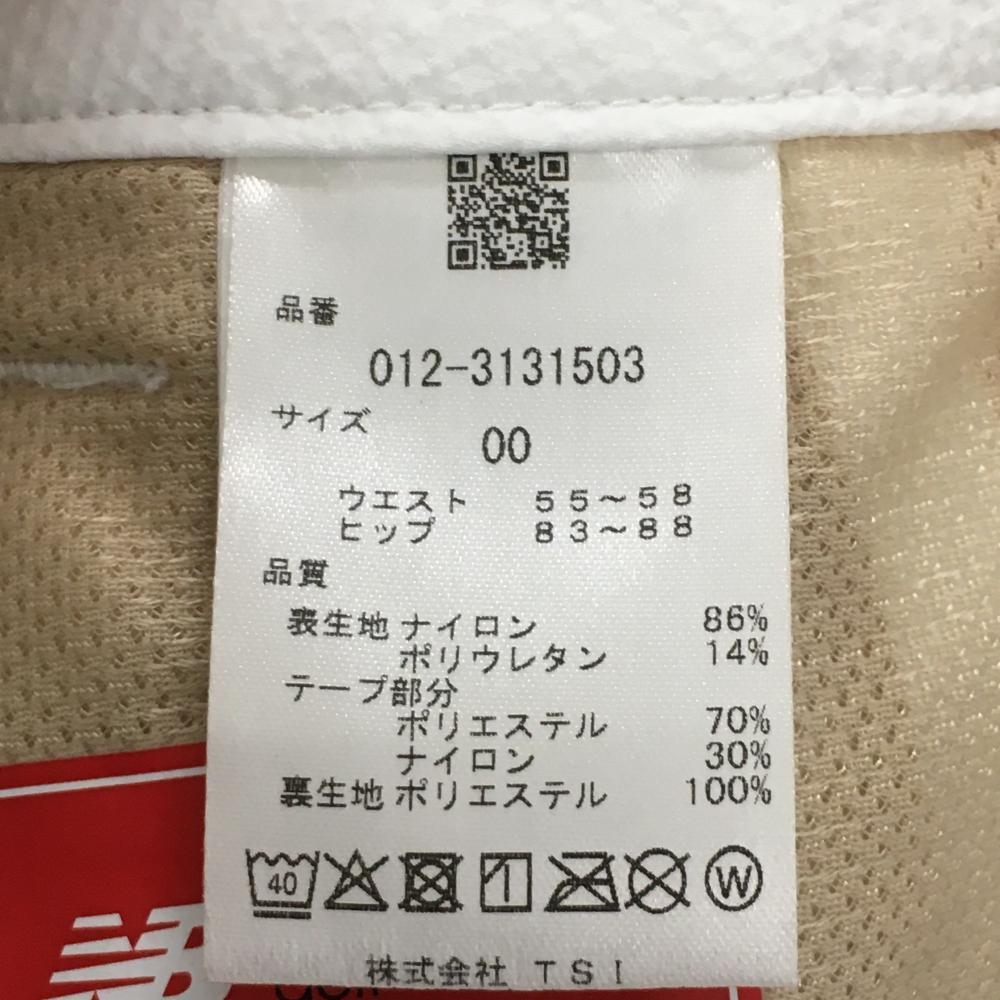 品番
012-3131503
サイズ
00
ウエスト 55～58
ヒップ 83～88
品質
表生地 ナイロン 86%
ポリウレタン 14%
テープ部分
ポリエステル 70%
ナイロン 30%
裏生地 ポリエステル 100%
40
W
株式会社 TSI
NB